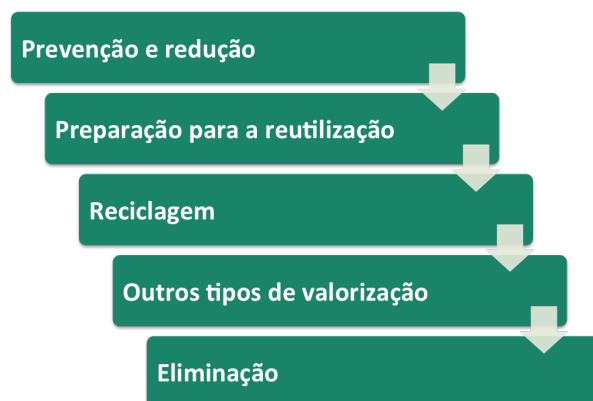 Prevenção e redução
Preparação para a reutilização
Reciclagem
Outros tipos de valorização
Eliminação